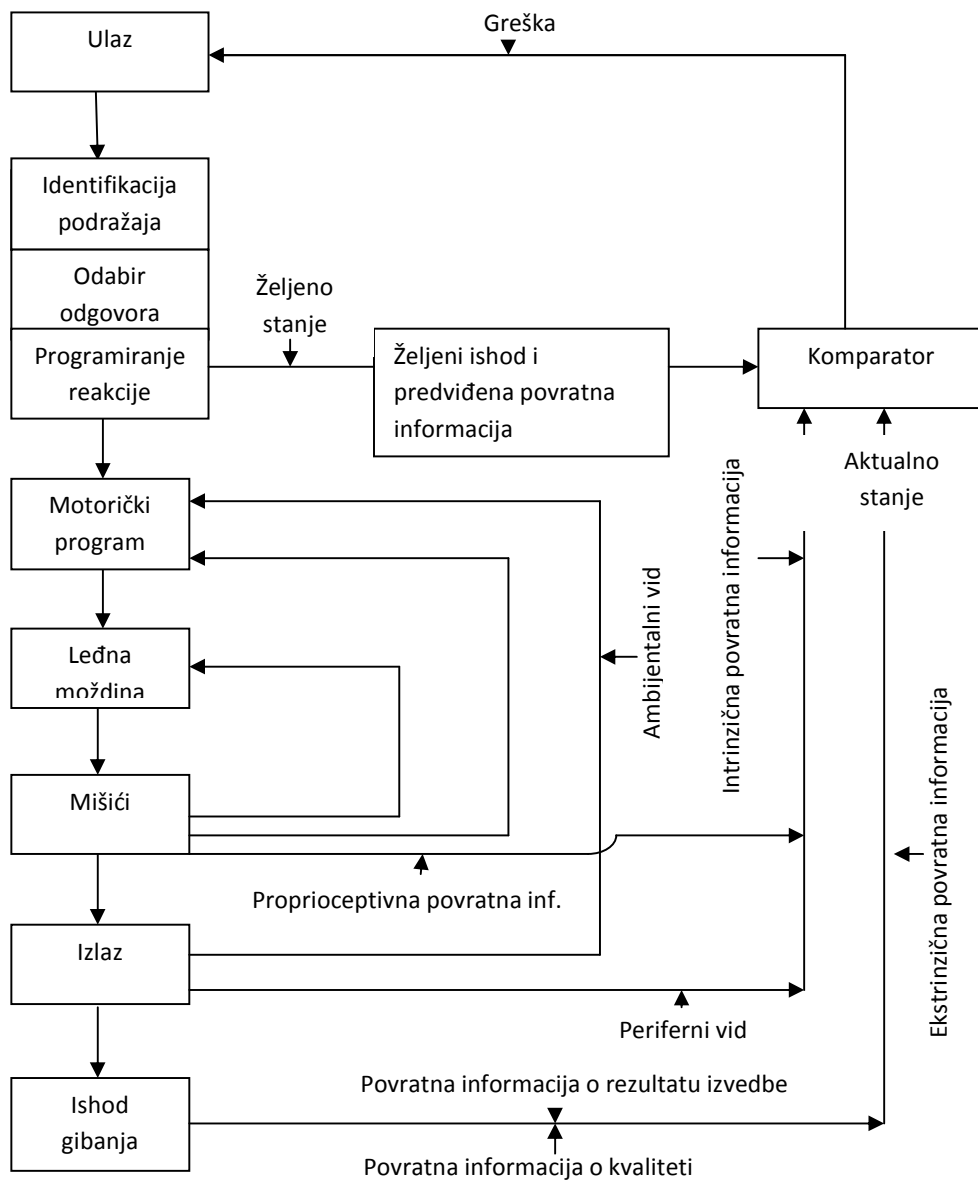 Greška
Ulaz
Identifikacija
podražaja
Odabir
odgovora
Programiranje
reakcije
Željeno
stanje
Željeni ishod i
predviđena povratna
informacija
Komparator
Aktualno
stanje
Motorički
program
Leđna
moždina
Mišići
Ambijentalni vid
Intrinzična povratna informacija
Ekstrinzična povratna informacija
Proprioceptivna povratna inf.
Izlaz
Periferni vid
Ishod
gibanja
Povratna informacija o rezultatu izvedbe
Povratna informacija o kvaliteti